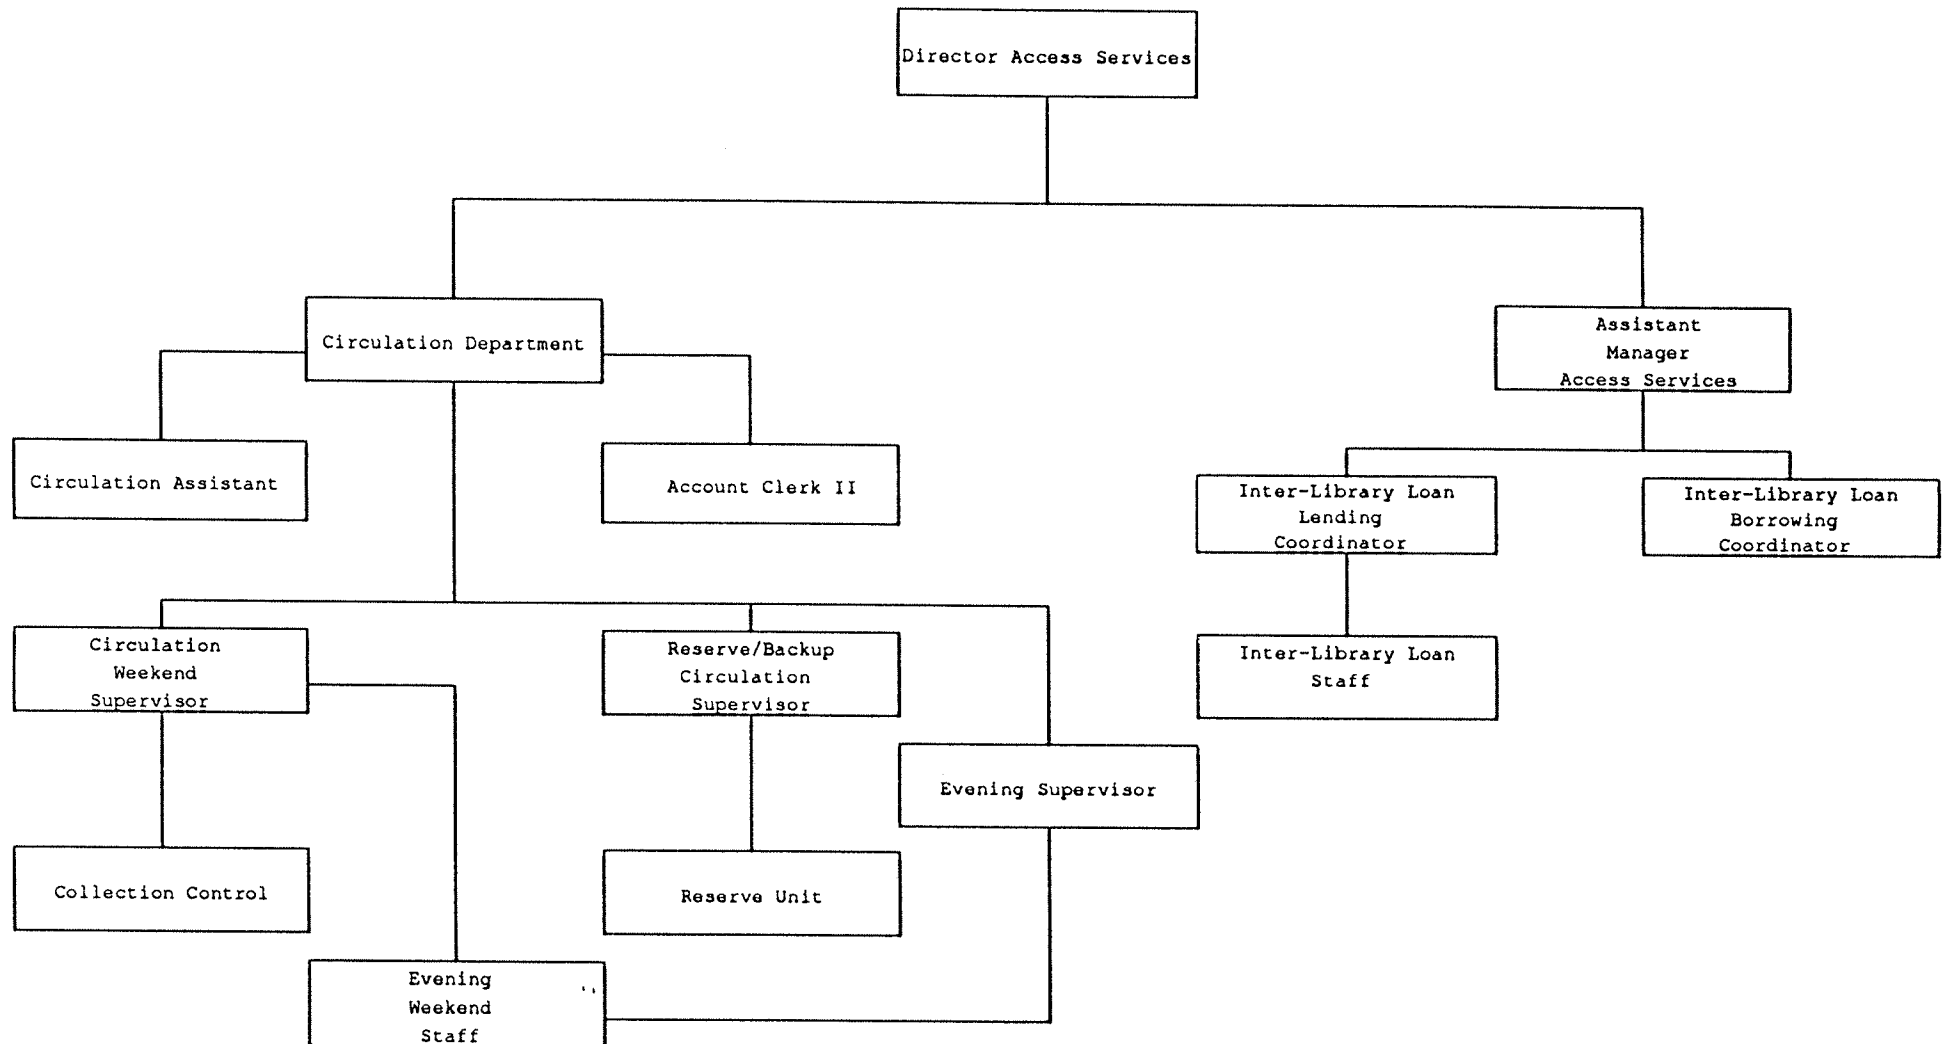 Director Access Services
Circulation Department
Assistant
Manager
Access Services
Circulation Assistant
Account Clerk II
Inter-Library Loan
Lending
Coordinator
Inter-Library Loan
Borrowing
Coordinator
Circulation
Weekend
Supervisor
Reserve/Backup
Circulation
Supervisor
Inter-Library Loan
Staff
Evening Supervisor
Collection Control
Reserve Unit
Evening
Weekend
Staff